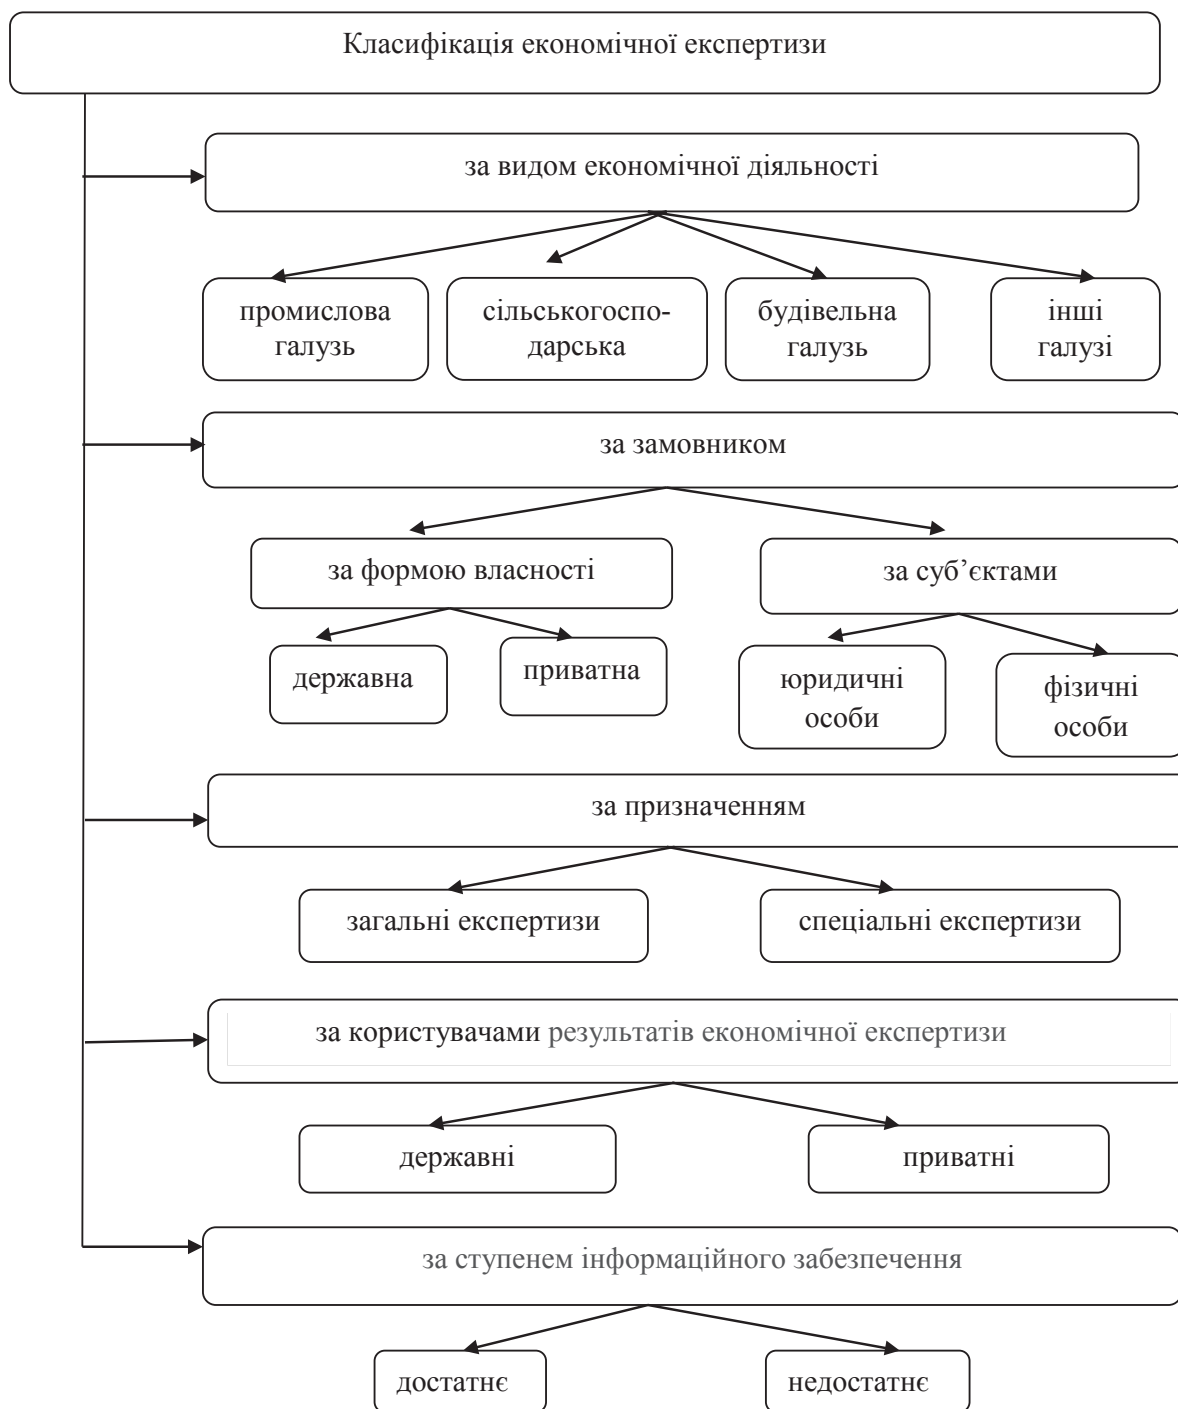 Класифікація економічної експертизи
за видом економічної діяльності
промислова
галузь
сільськогоспо-
дарська
будівельна
галузь
інші
галузі
за замовником
за формою власності
за суб’єктами
державна
приватна
юридичні
особи
фізичні
особи
за призначенням
загальні експертизи
спеціальні експертизи
за користувачами результатів економічної експертизи
державні
приватні
за ступенем інформаційного забезпечення
достатнє
недостатнє